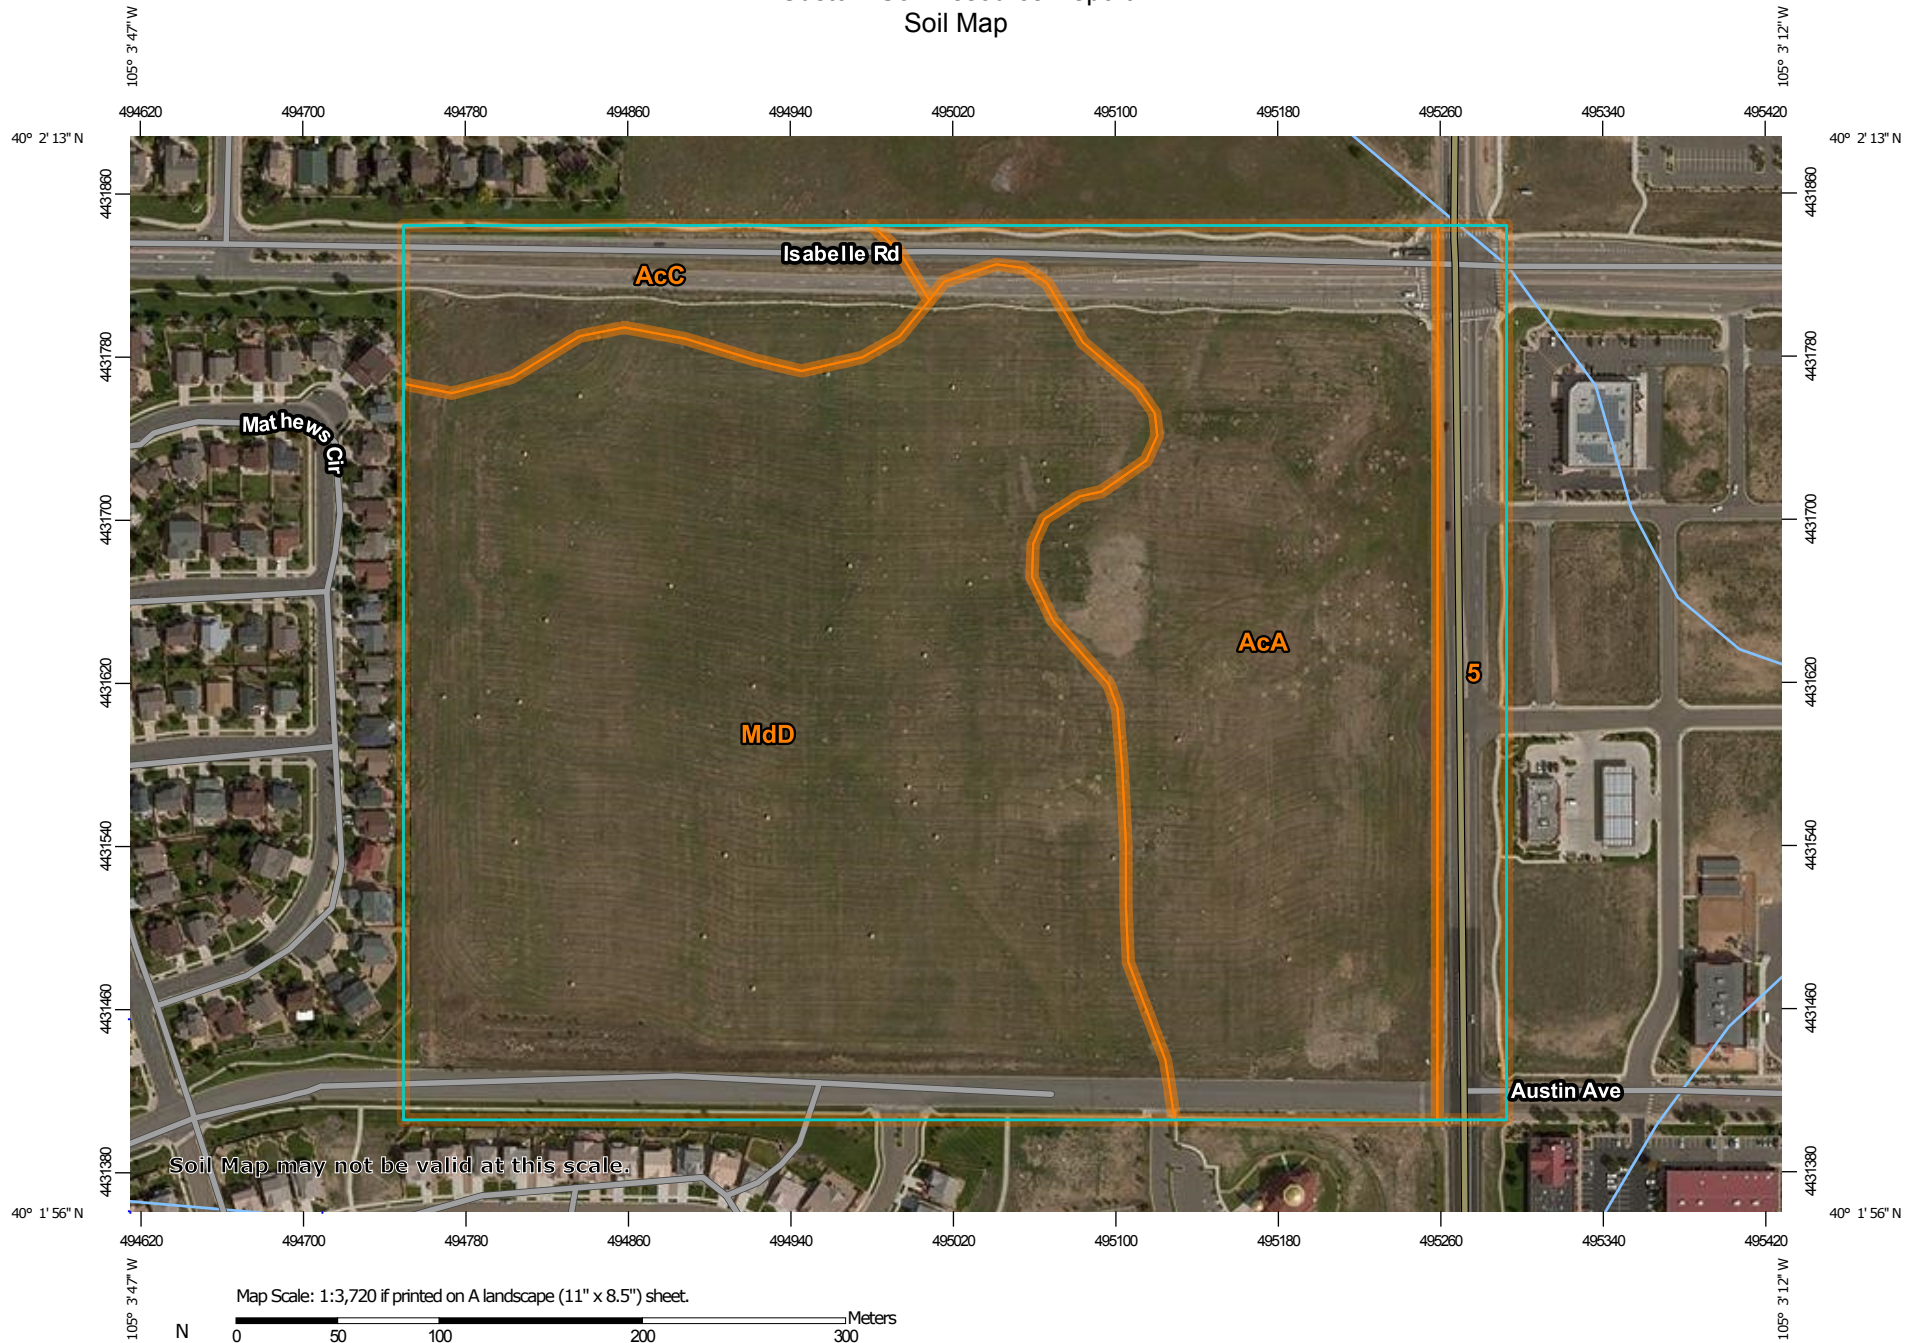 Soil Map
105° 3' 47" W
105° 3' 12" W
494620 494700 494780 494860 494940 495020 495100 495180 495260 495340 495420
40° 2' 13" N
40° 2' 13" N
4431860
4431860
Isabelle Rd
AcC
4431780
4431780
Mathews Cir
4431700
4431700
AcA
5
4431620
4431620
MdD
4431540
4431540
4431460
4431460
Austin Ave
Soil Map may not be valid at this scale.
4431380
4431380
40° 1' 56" N
40° 1' 56" N
494620 494700 494780 494860 494940 495020 495100 495180 495260 495340 495420
105° 3' 47" W
105° 3' 12" W
Map Scale: 1:3,720 if printed on A landscape (11" x 8.5") sheet.
Meters
N
0 50 100 200 300